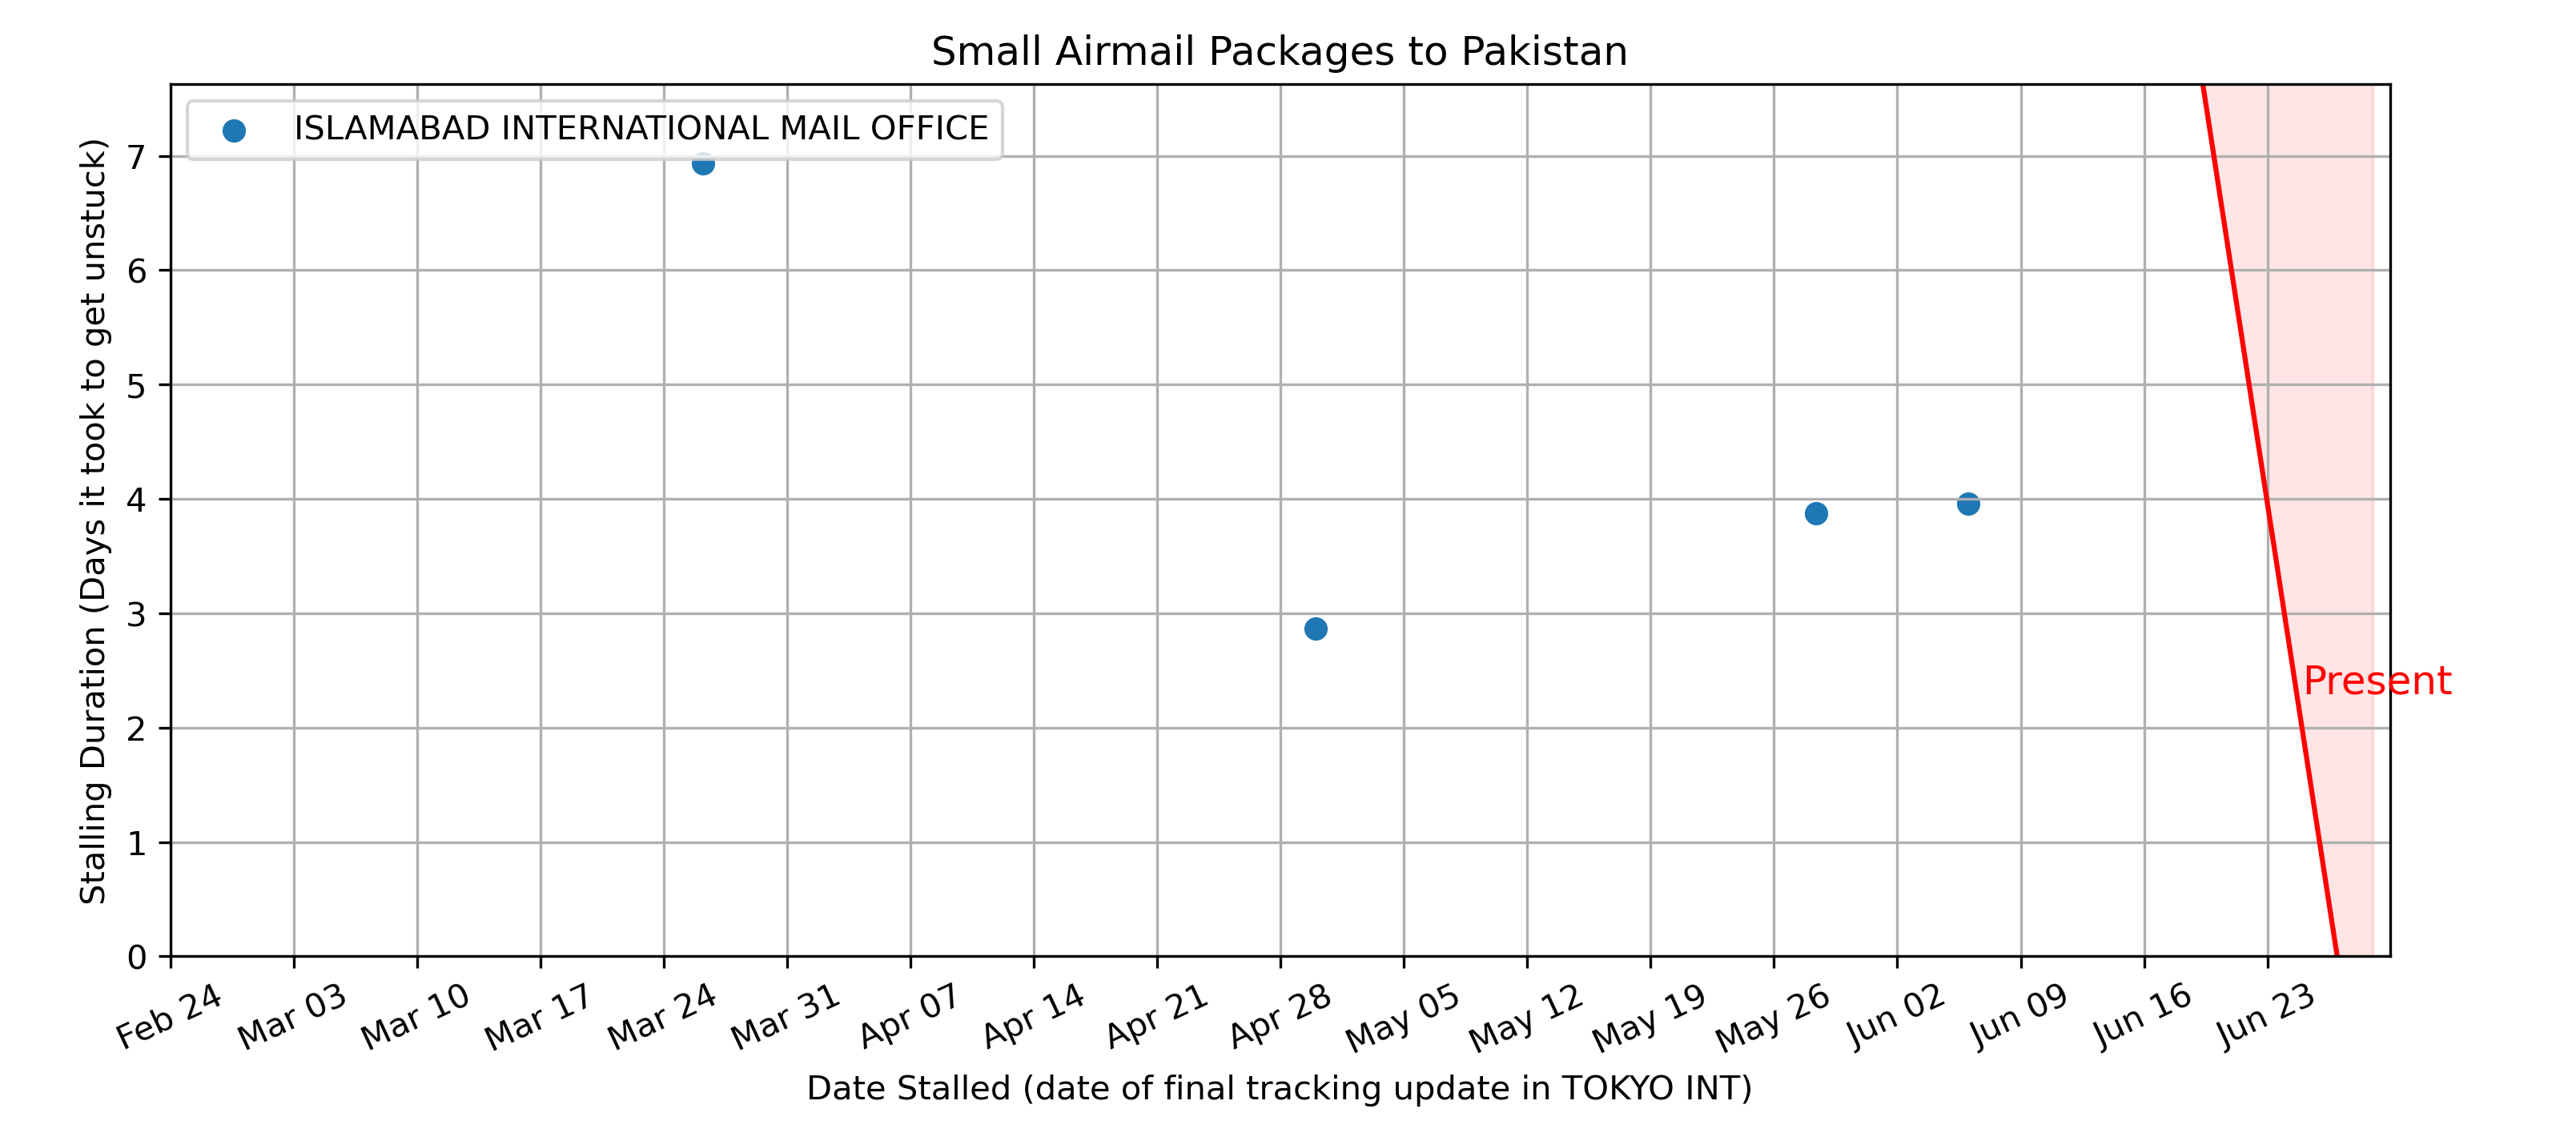 Small Airmail Packages to Pakistan
ISLAMABAD INTERNATIONAL MAIL OFFICE
Stalling Duration (Days it took to get unstuck)
7
6
5
4
3
2
1
0
Present
Feb 24 Mar 03 Mar 10 Mar 17 Mar 24 Mar 31 Apr 07 Apr 14 Apr 21 Apr 28 May 05 May 12 May 19 May 26 Jun 02 Jun 09 Jun 16 Jun 23
Date Stalled (date of final tracking update in TOKYO INT)